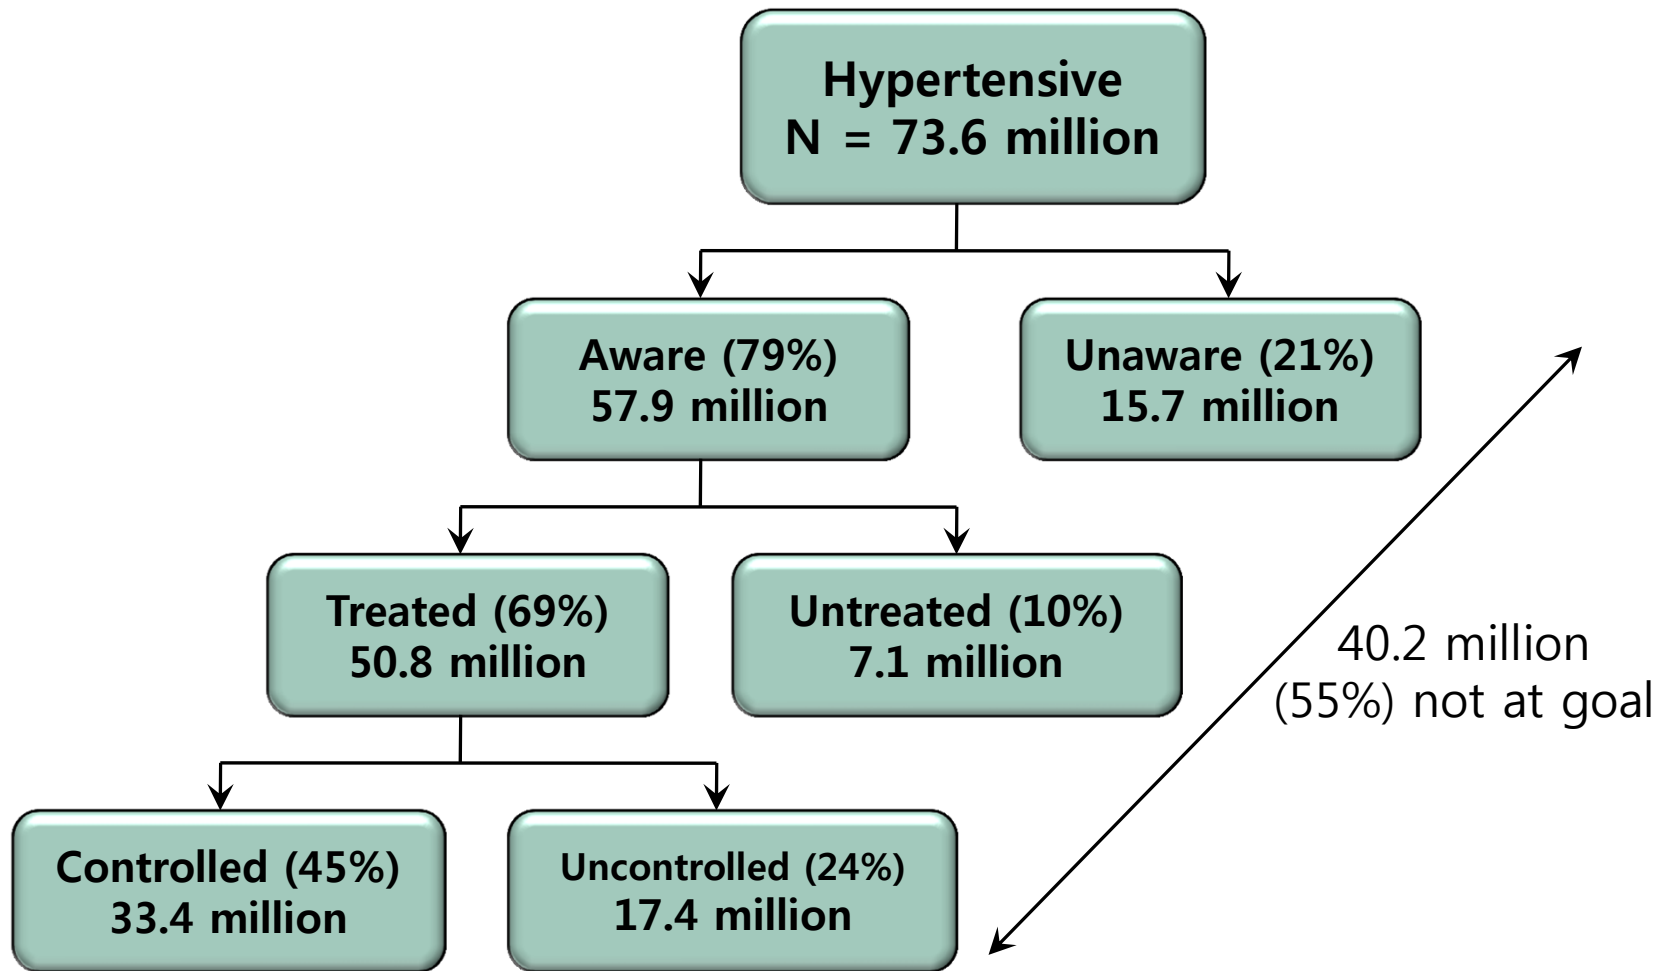 Hypertensive
N = 73.6 million
Aware (79%)
57.9 million
Unaware (21%)
15.7 million
Treated (69%)
50.8 million
Untreated (10%)
7.1 million
40.2 million
(55%) not at goal
Controlled (45%)
33.4 million
Uncontrolled (24%)
17.4 million